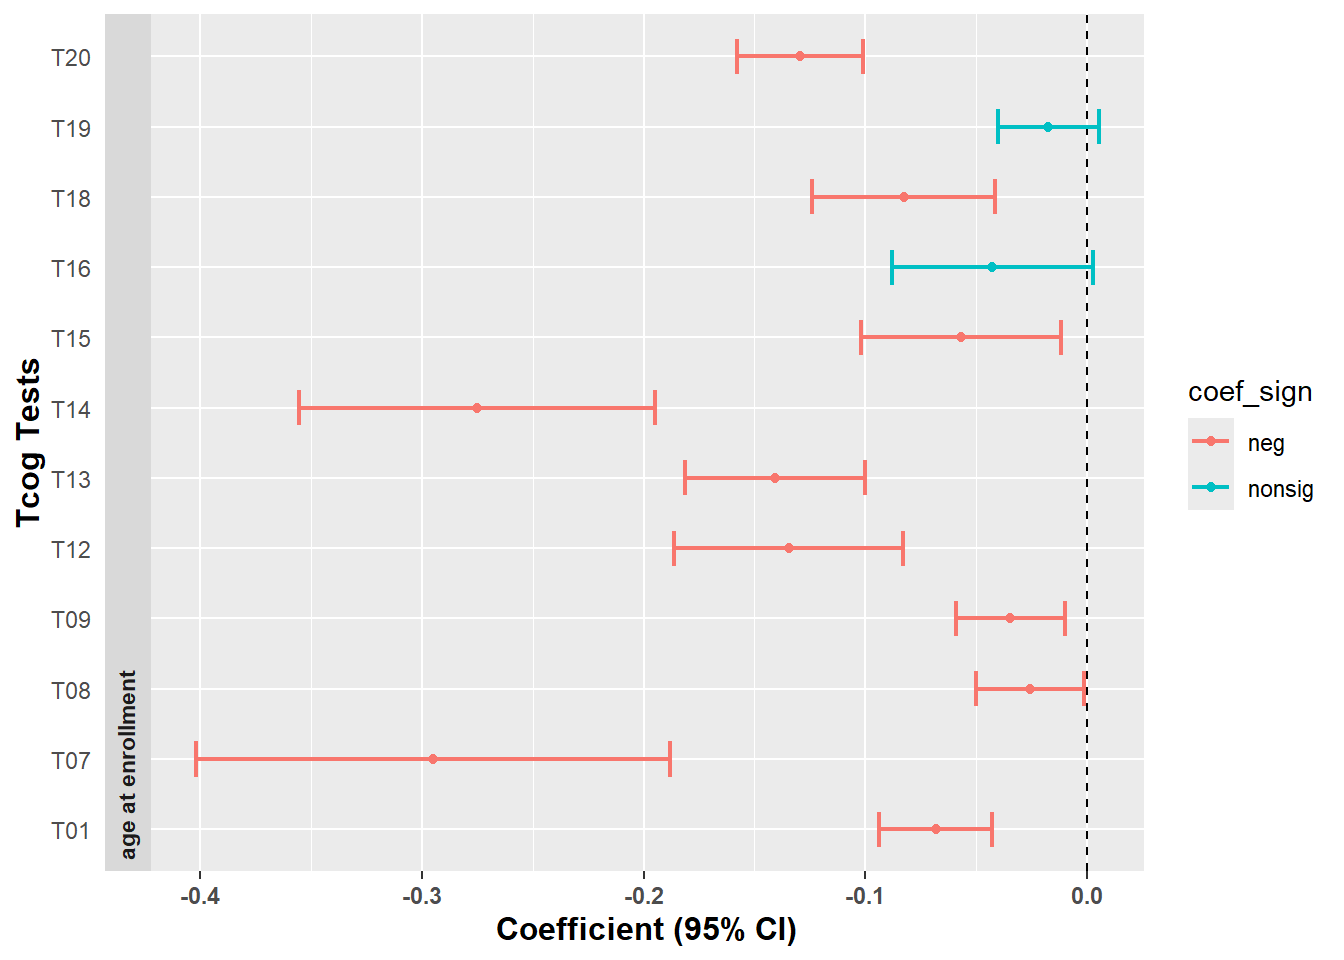 T20
T19
T18
T16
T15
T14
T13
T12
T09
T08
T07
T01
Tcog Tests
age at enrollment
-0.4 -0.3 -0.2 -0.1 0.0
Coefficient (95% CI)
coef_sign
neg
nonsig